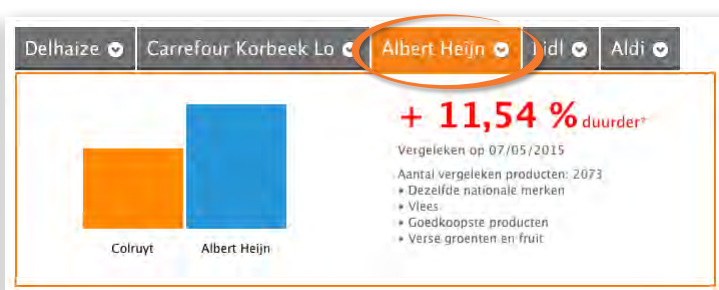 Delhaize
Carrefour Korbeek Lo
Albert Heijn
Lidl
Aldi
+ 11,54 % duurder*
Vergeleken op 07/05/2015
Aantal vergeleken producten: 2073
• Dezelfde nationale merken
• Vlees
• Goedkoopste producten
• Verse groenten en fruit
Colruyt
Albert Heijn